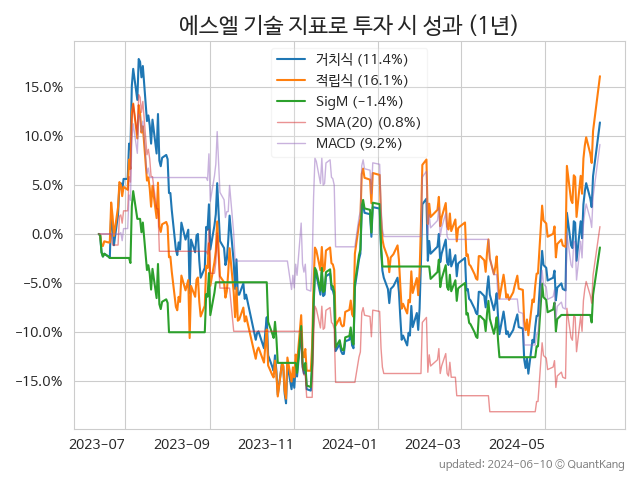 에스엘 기술 지표로 투자 시 성과 (1년)
거치식 (11.4%)
적립식 (16.1%)
SigM (−1.4%)
SMA(20) (0.8%)
MACD (9.2%)
15.0%
10.0%
5.0%
0.0%
−5.0%
−10.0%
−15.0%
2023−07 2023−09 2023−11 2024−01 2024−03 2024−05
updated: 2024-06-10 © QuantKang